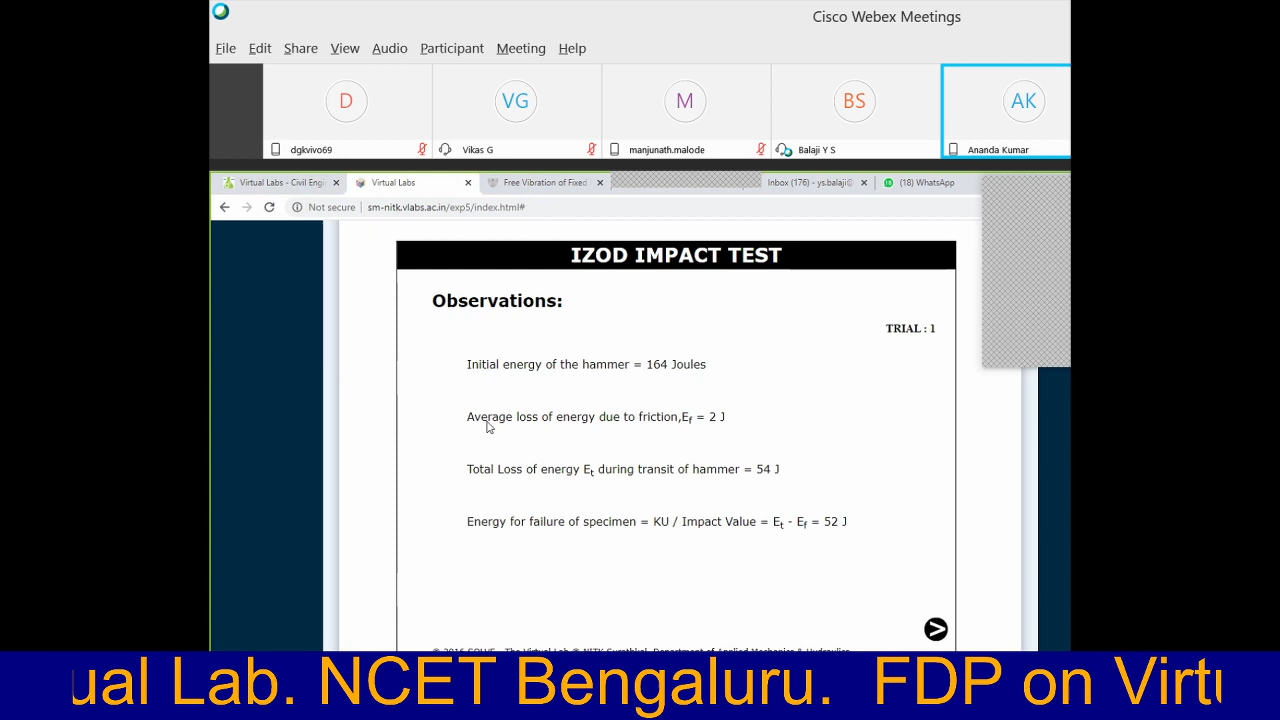 Cisco Webex Meetings
File Edit Share View Audio Participant Meeting Help
D VG M BS AK
dgkvivo69 Vikas G manjunath.malode Balaji Y S Ananda Kumar
Virtual Labs - Civil Engi Virtual Labs Free Vibration of Fixed Inbox (176) - ys.balaji@ (18) WhatsApp
Not secure sm-nitk.vlabs.ac.in/exp5/index.html#
IZOD IMPACT TEST
Observations:
TRIAL : 1
Initial energy of the hammer = 164 Joules
Average loss of energy due to friction,Ef = 2 J
Total Loss of energy Et during transit of hammer = 54 J
Energy for failure of specimen = KU / Impact Value = Et - Ef = 52 J
ual Lab. NCET Bengaluru. FDP on Virtu